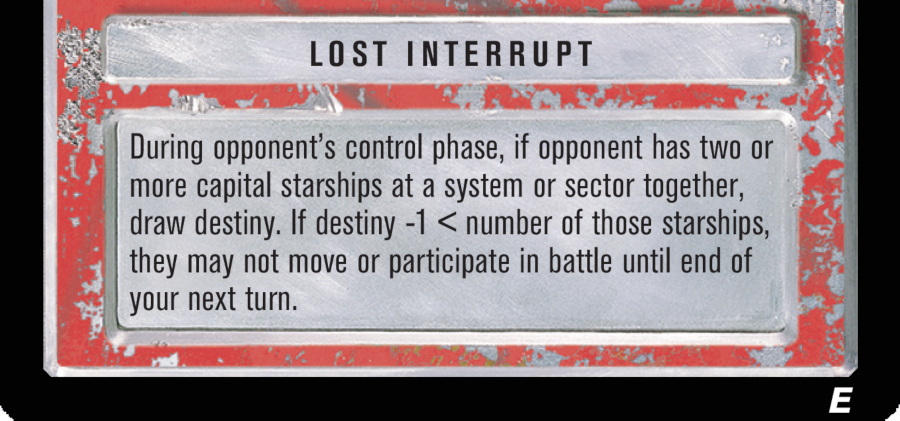 LOST INTERRUPT
During opponent's control phase, if opponent has two or
more capital starships at a system or sector together,
draw destiny. If destiny -1 < number of those starships,
they may not move or participate in battle until end of
your next turn.
E